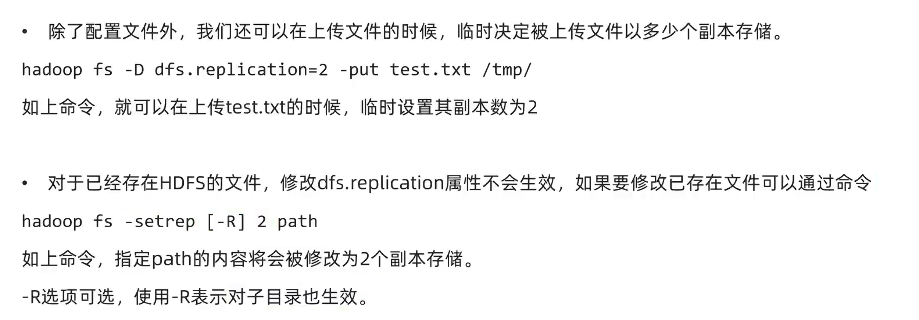 • 除了配置文件外，我们还可以在上传文件的时候，临时决定被上传文件以多少个副本存储。
hadoop fs -D dfs.replication=2 -put test.txt /tmp/
如上命令，就可以在上传test.txt的时候，临时设置其副本数为2
• 对于已经存在HDFS的文件，修改dfs.replication属性不会生效，如果要修改已存在文件可以通过命令
hadoop fs -setrep [-R] 2 path
如上命令，指定path的内容将会被修改为2个副本存储。
-R选项可选，使用-R表示对子目录也生效。